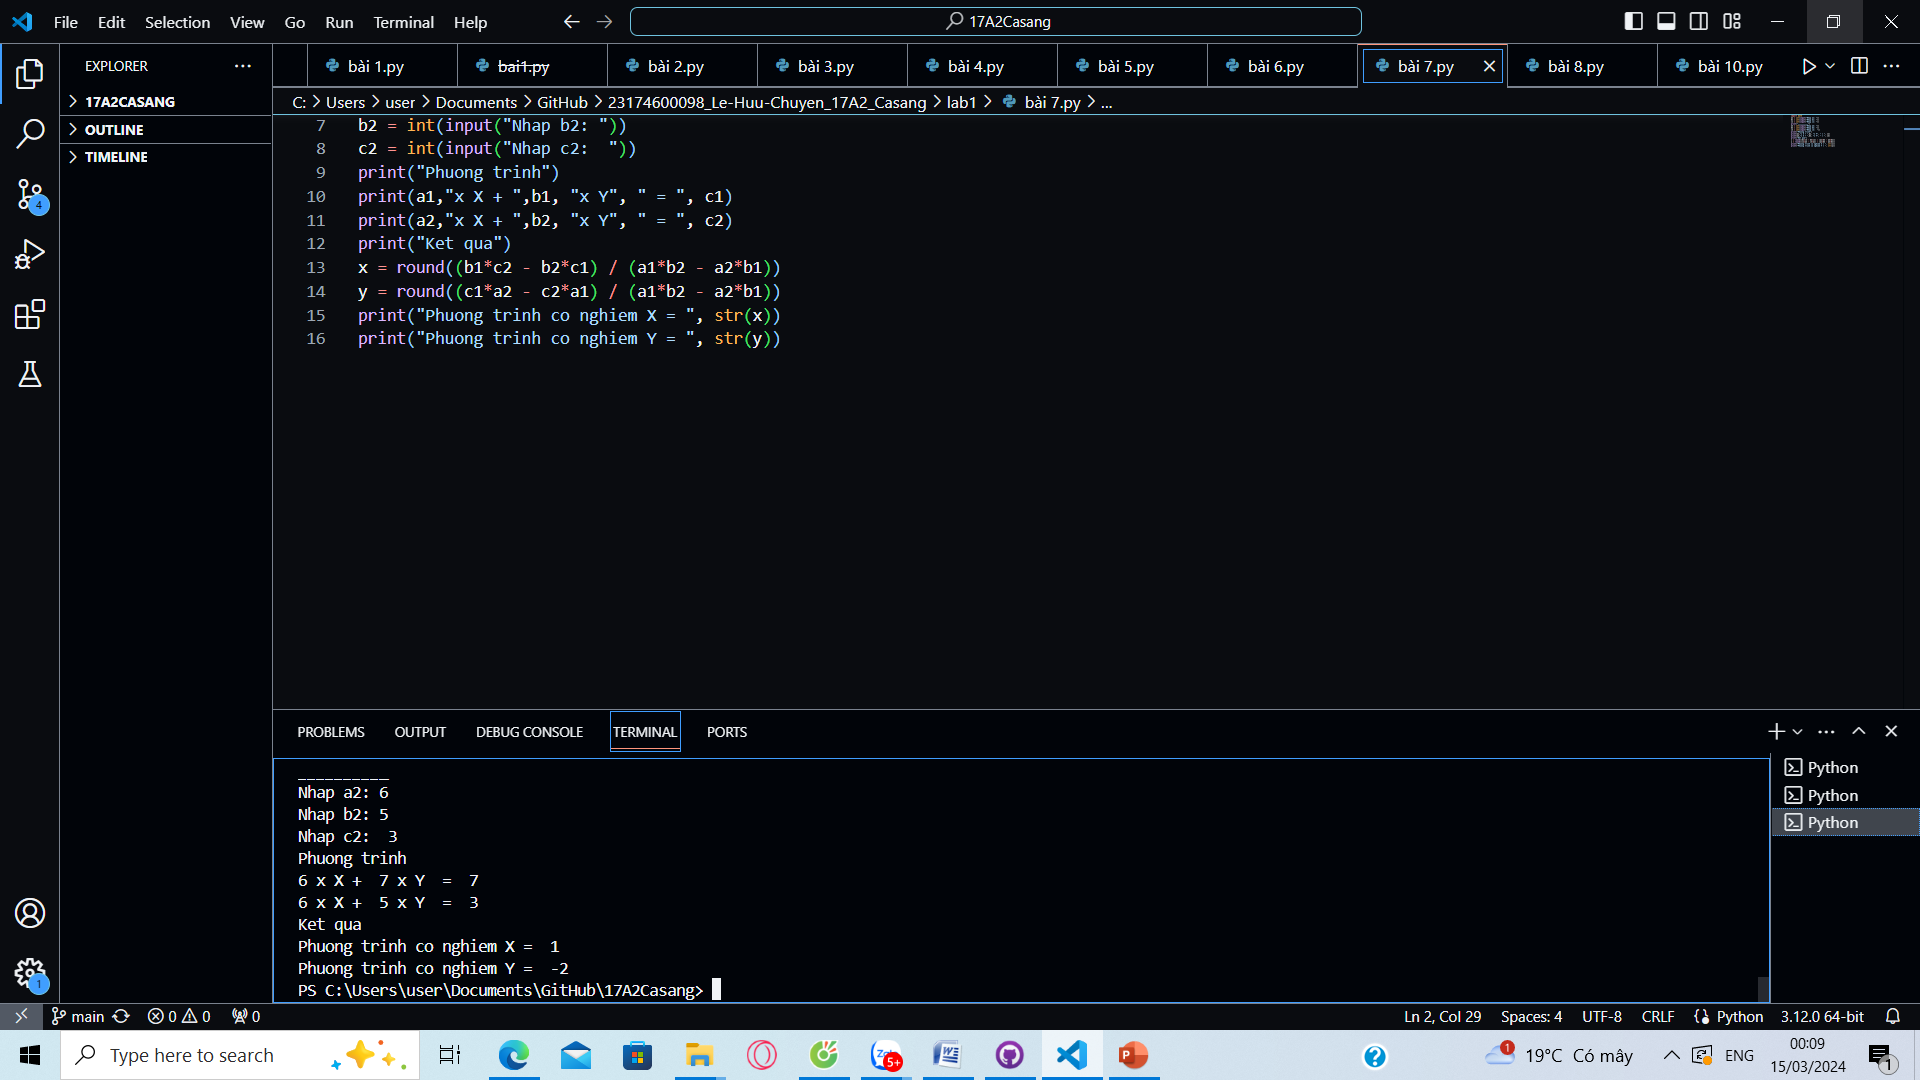 File Edit Selection View Go Run Terminal Help
17A2Casang
EXPLORER
17A2CASANG
OUTLINE
TIMELINE
bài 1.py
bai1.py
bài 2.py
bài 3.py
bài 4.py
bài 5.py
bài 6.py
bài 7.py
bài 8.py
bài 10.py
C: > Users > user > Documents > GitHub > 23174600098_Le-Huu-Chuyen_17A2_Casang > lab1 > bài 7.py > ...
7 b2 = int(input("Nhap b2: "))
8 c2 = int(input("Nhap c2:  "))
9 print("Phuong trinh")
10 print(a1,"x X + ",b1, "x Y", " = ", c1)
11 print(a2,"x X + ",b2, "x Y", " = ", c2)
12 print("Ket qua")
13 x = round((b1*c2 - b2*c1) / (a1*b2 - a2*b1))
14 y = round((c1*a2 - c2*a1) / (a1*b2 - a2*b1))
15 print("Phuong trinh co nghiem X = ", str(x))
16 print("Phuong trinh co nghiem Y = ", str(y))
PROBLEMS OUTPUT DEBUG CONSOLE TERMINAL PORTS
__________
Nhap a2: 6
Nhap b2: 5
Nhap c2:  3
Phuong trinh
6 x X +  7 x Y  =  7
6 x X +  5 x Y  =  3
Ket qua
Phuong trinh co nghiem X =  1
Phuong trinh co nghiem Y =  -2
PS C:\Users\user\Documents\GitHub\17A2Casang>
Python
Python
Python
4
1
main 0 0 0
Ln 2, Col 29 Spaces: 4 UTF-8 CRLF Python 3.12.0 64-bit
Type here to search
5+
1
19°C Có mây
ENG
00:09
15/03/2024
1